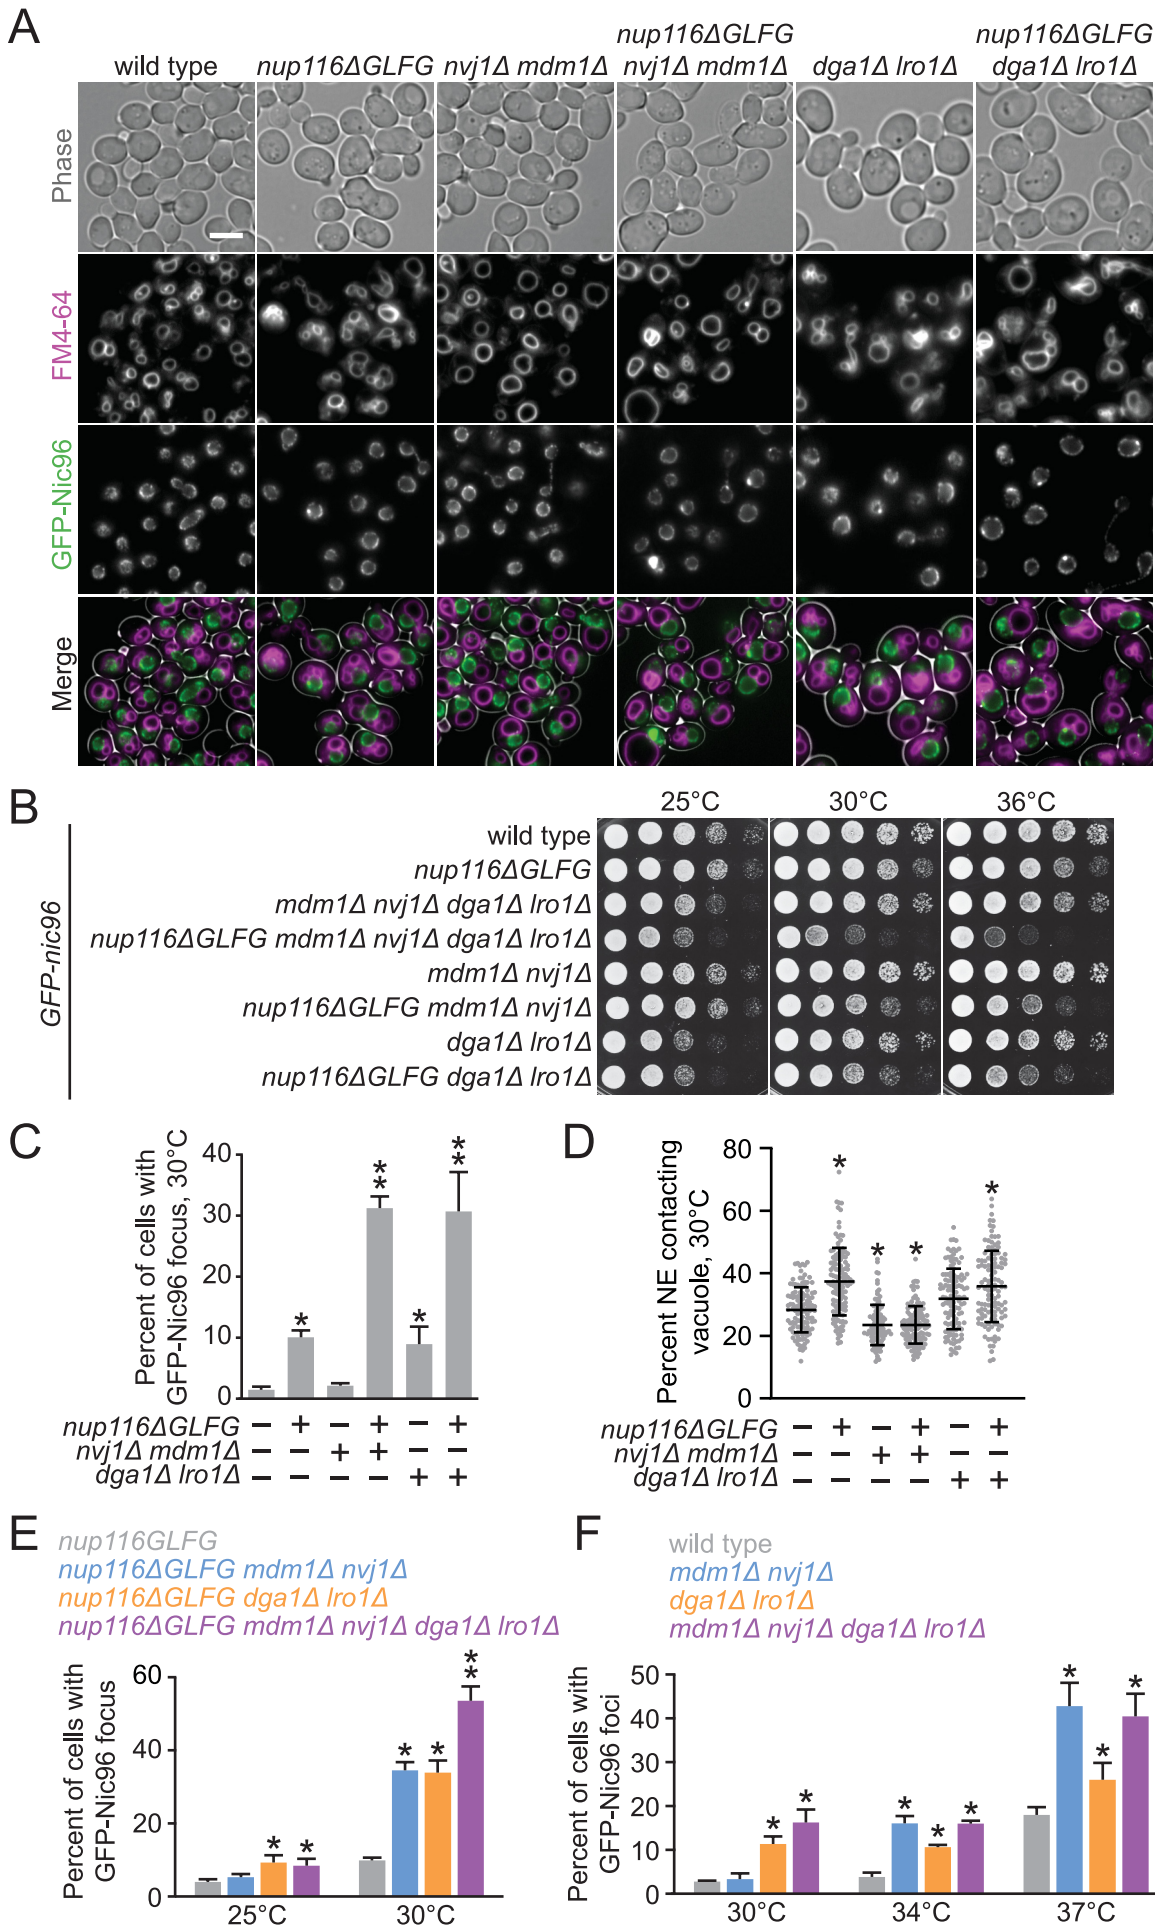 A
nup116ΔGLFG nup116ΔGLFG
wild type nup116ΔGLFG nvj1Δ mdm1Δ nvj1Δ mdm1Δ dga1Δ lro1Δ dga1Δ lro1Δ
Phase
FM4-64
GFP-Nic96
Merge
B
25°C 30°C 36°C
GFP-nic96
wild type
nup116ΔGLFG
mdm1Δ nvj1Δ dga1Δ lro1Δ
nup116ΔGLFG mdm1Δ nvj1Δ dga1Δ lro1Δ
mdm1Δ nvj1Δ
nup116ΔGLFG mdm1Δ nvj1Δ
dga1Δ lro1Δ
nup116ΔGLFG dga1Δ lro1Δ
C
Percent of cells with
GFP-Nic96 focus, 30°C
40
30
20
10
0
* ** * **
nup116ΔGLFG – + – + – +
nvj1Δ mdm1Δ – – + + – –
dga1Δ lro1Δ – – – – + +
D
Percent NE contacting
vacuole, 30°C
80
60
40
20
0
* * * *
nup116ΔGLFG – + – + – +
nvj1Δ mdm1Δ – – + + – –
dga1Δ lro1Δ – – – – + +
E
nup116GLFG
nup116ΔGLFG mdm1Δ nvj1Δ
nup116ΔGLFG dga1Δ lro1Δ
nup116ΔGLFG mdm1Δ nvj1Δ dga1Δ lro1Δ
Percent of cells with
GFP-Nic96 focus
60
40
20
0
* * * * **
25°C 30°C
F
wild type
mdm1Δ nvj1Δ
dga1Δ lro1Δ
mdm1Δ nvj1Δ dga1Δ lro1Δ
Percent of cells with
GFP-Nic96 foci
50
40
30
20
10
0
* * * * * * * *
30°C 34°C 37°C